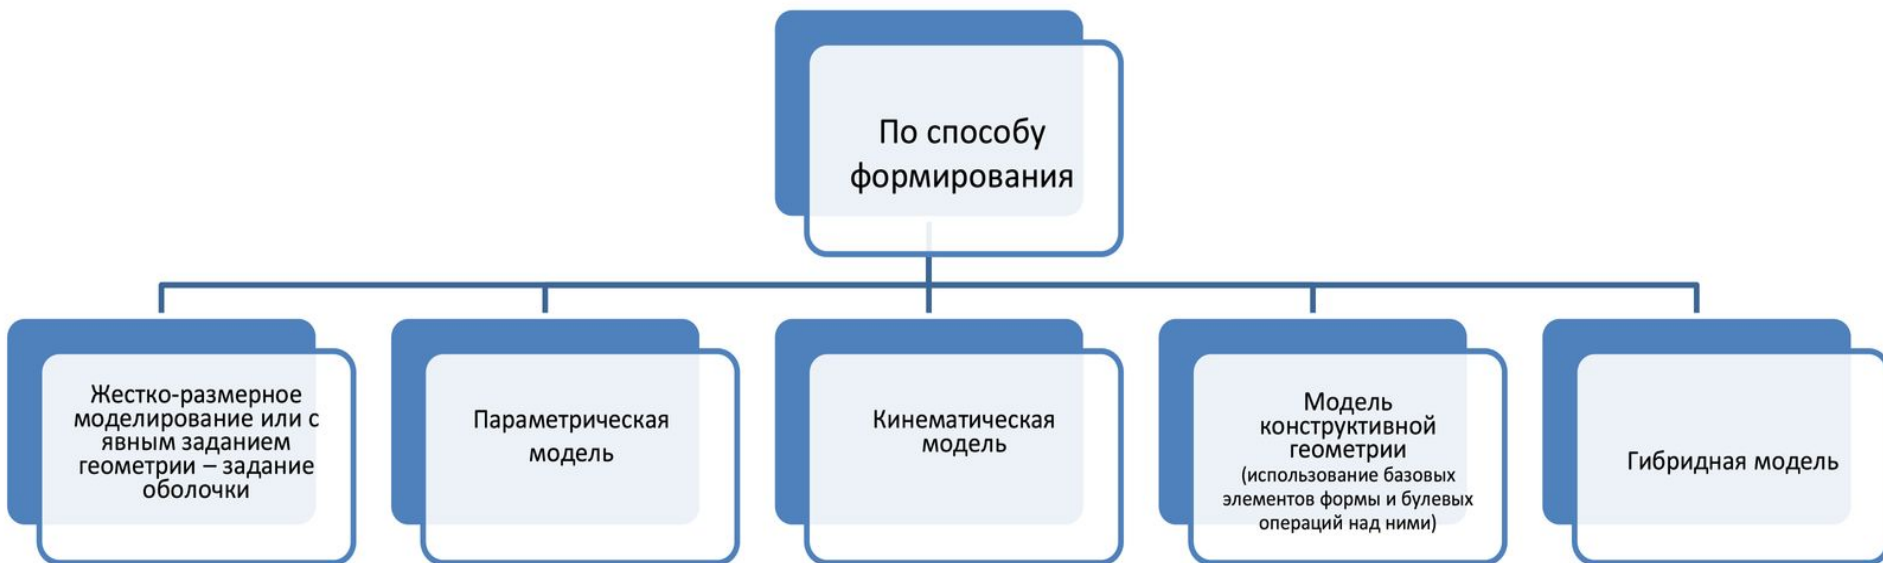 По способу
формирования
Жестко-размерное
моделирование или с
явным заданием
геометрии – задание
оболочки
Параметрическая
модель
Кинематическая
модель
Модель
конструктивной
геометрии
(использование базовых
элементов формы и булевых
операций над ними)
Гибридная модель